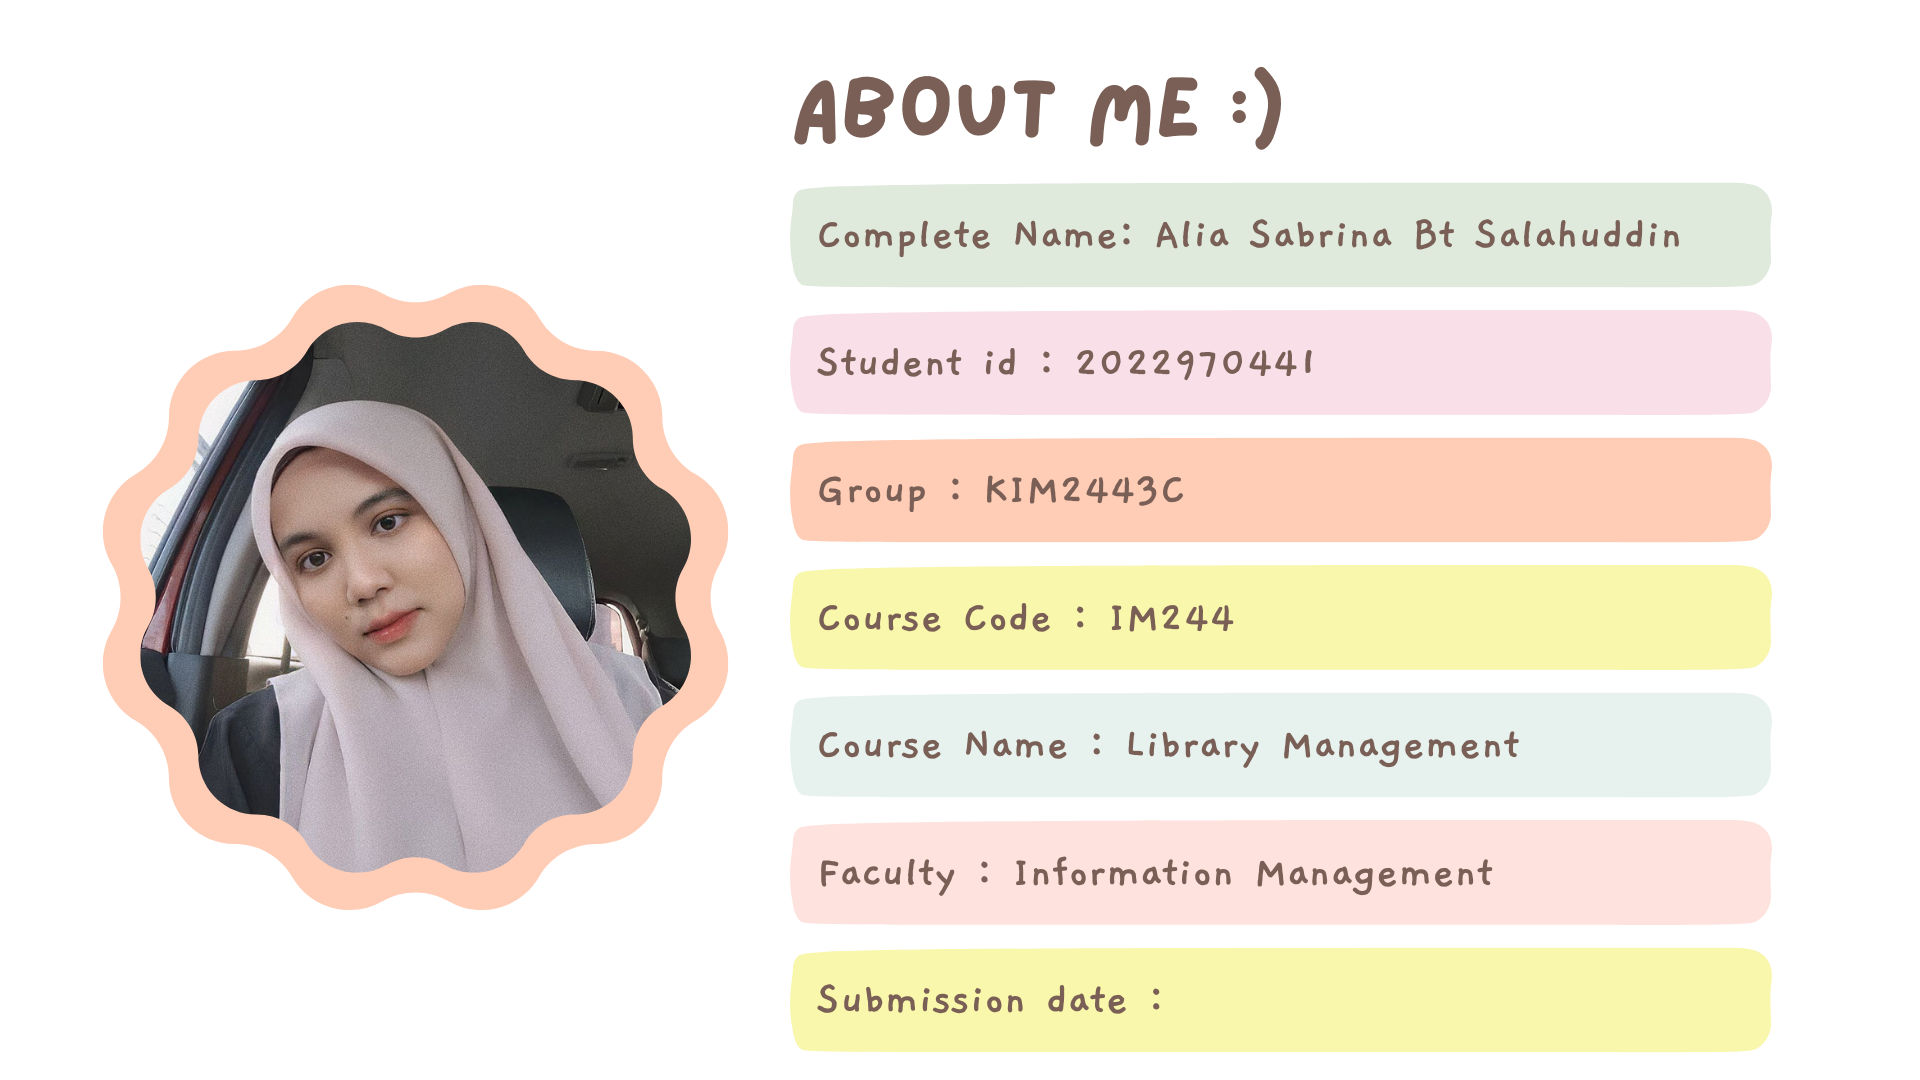 ABOUT ME :)
Complete Name: Alia Sabrina Bt Salahuddin
Student id : 2022970441
Group : KIM2443C
Course Code : IM244
Course Name : Library Management
Faculty : Information Management
Submission date :